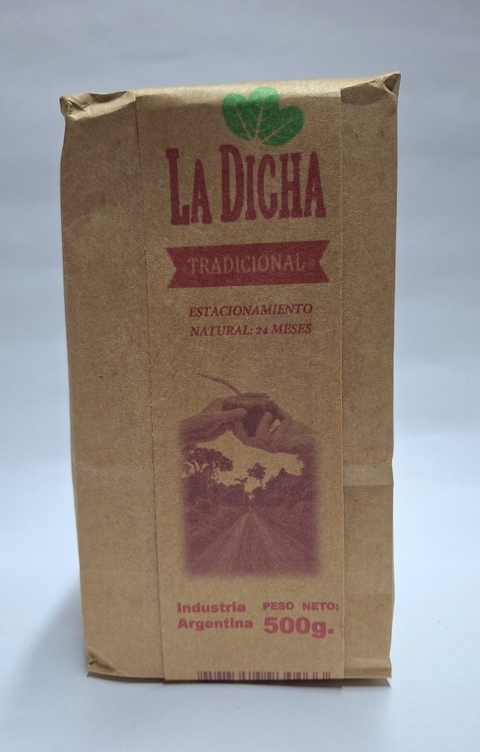 LA DICHA
TRADICIONAL
ESTACIONAMIENTO
NATURAL: 24 MESES
Industria
Argentina
PESO NETO:
500g.